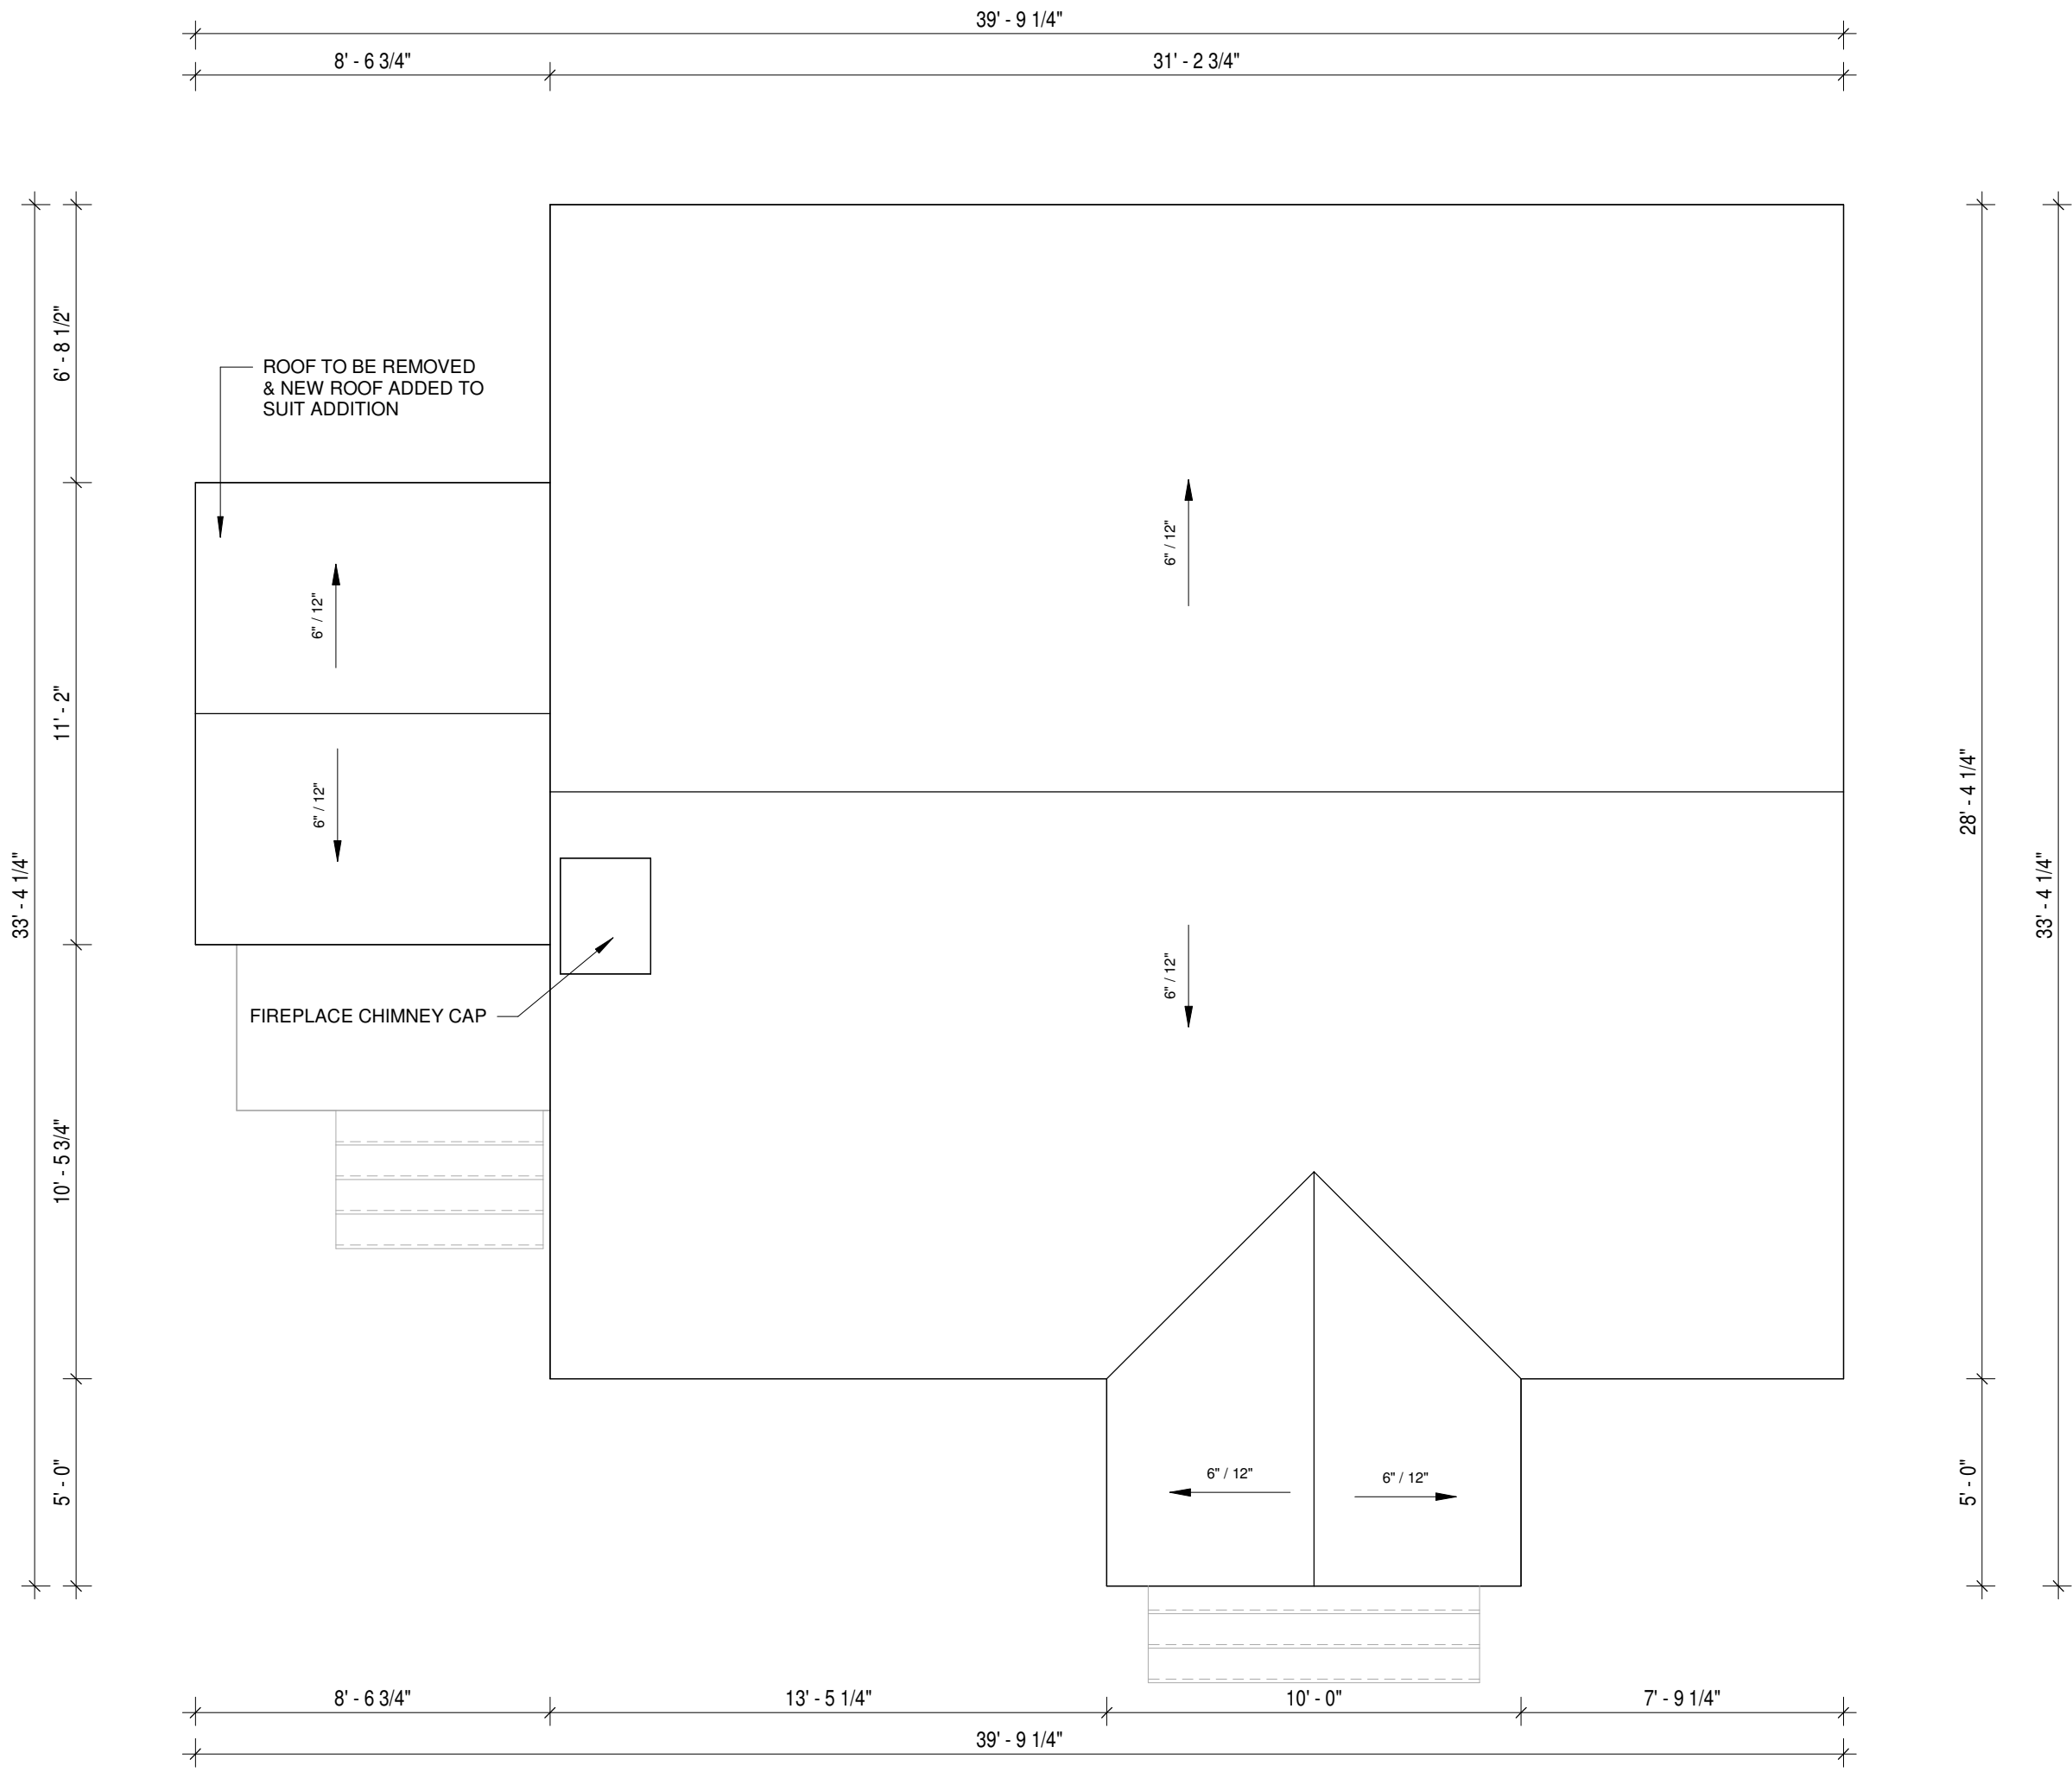 39' - 9 1/4"
8' - 6 3/4"
31' - 2 3/4"
6' - 8 1/2"
ROOF TO BE REMOVED
& NEW ROOF ADDED TO
SUIT ADDITION
6" / 12"
6" / 12"
11' - 2"
6" / 12"
28' - 4 1/4"
33' - 4 1/4"
33' - 4 1/4"
6" / 12"
FIREPLACE CHIMNEY CAP
10' - 5 3/4"
5' - 0"
6" / 12"
6" / 12"
5' - 0"
8' - 6 3/4"
13' - 5 1/4"
10' - 0"
7' - 9 1/4"
39' - 9 1/4"